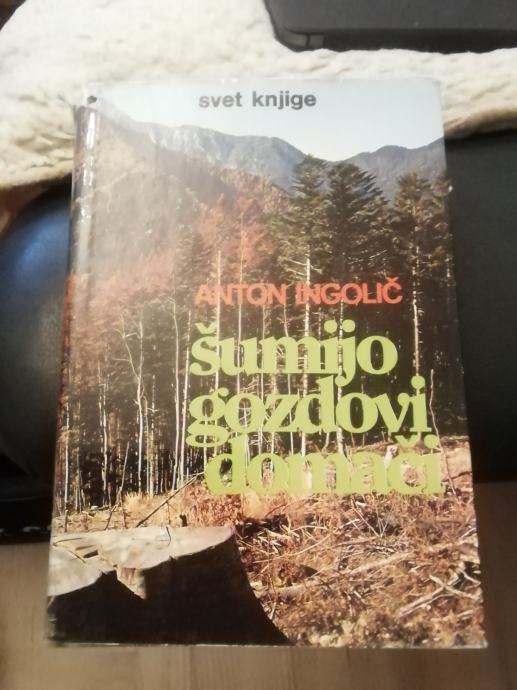 svet knjige
ANTON INGOLIČ
šumijo
gozdovi
domači